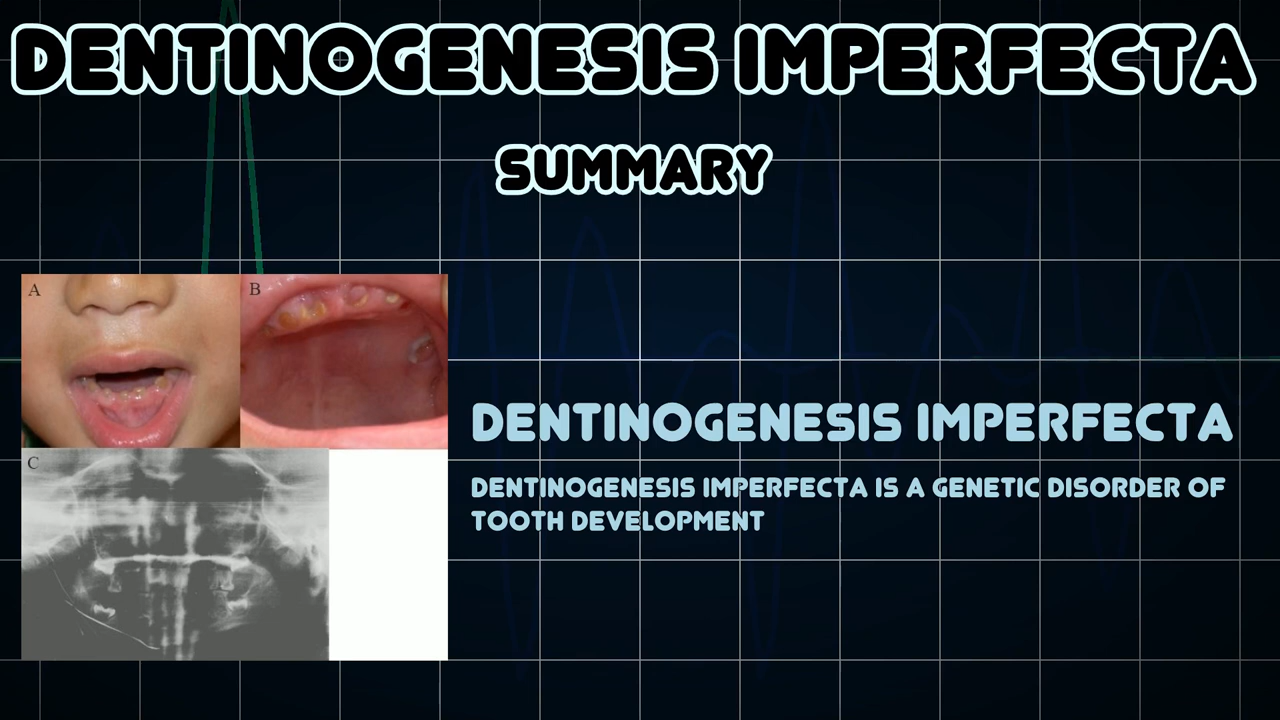 DENTINOGENESIS IMPERFECTA
SUMMARY
A
B
C
DENTINOGENESIS IMPERFECTA
DENTINOGENESIS IMPERFECTA IS A GENETIC DISORDER OF
TOOTH DEVELOPMENT